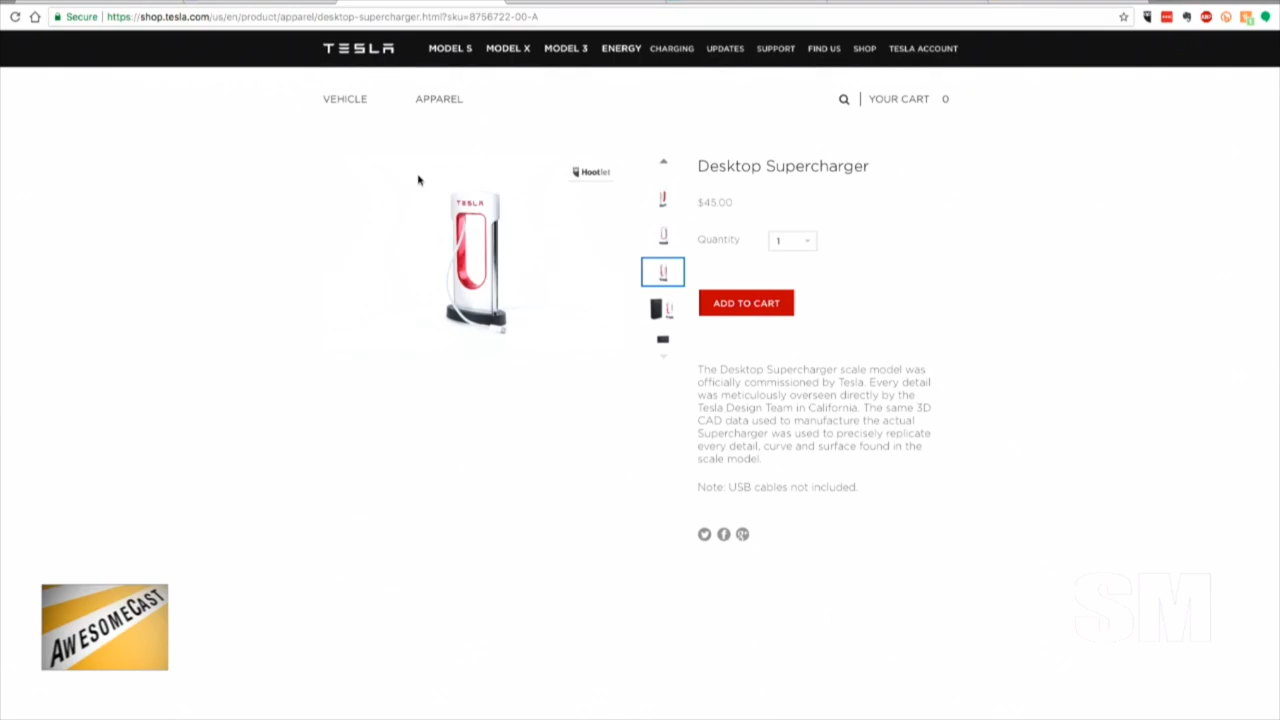 Secure https://shop.tesla.com/us/en/product/apparel/desktop-supercharger.html?sku=8756722-00-A
TESLA MODEL S MODEL X MODEL 3 ENERGY CHARGING UPDATES SUPPORT FIND US SHOP TESLA ACCOUNT
VEHICLE APPAREL YOUR CART 0
Hootlet
TESLA
Desktop Supercharger
$45.00
Quantity 1
ADD TO CART
The Desktop Supercharger scale model was
officially commissioned by Tesla. Every detail
was meticulously overseen directly by the
Tesla Design Team in California. The same 3D
CAD data used to manufacture the actual
Supercharger was used to precisely replicate
every detail, curve and surface found in the
scale model.
Note: USB cables not included.
AWESOMECAST
SM